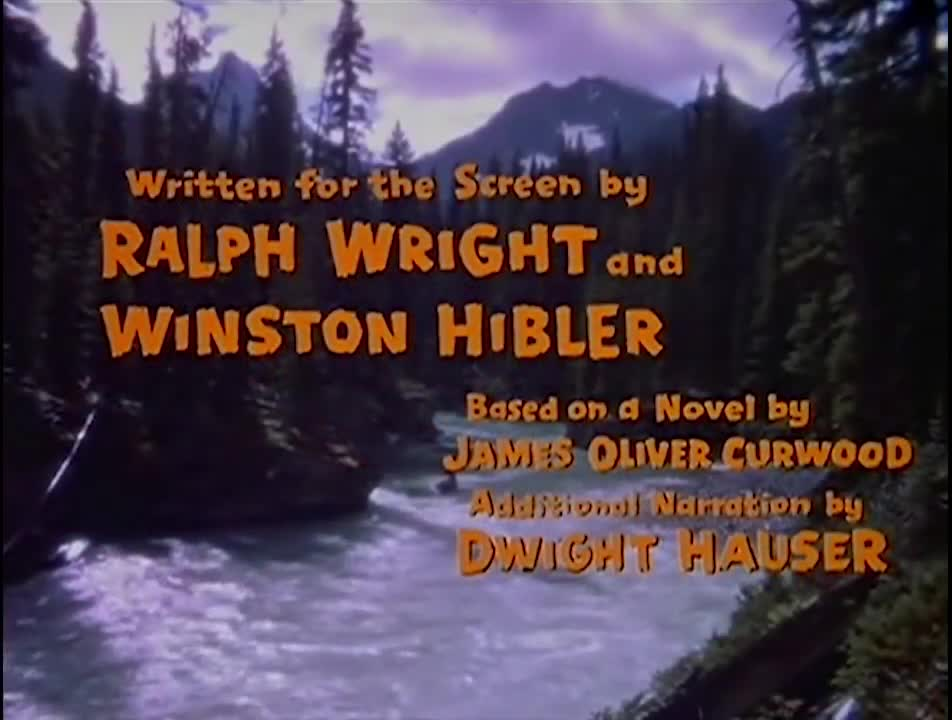 Written for the Screen by
RALPH WRIGHT and
WINSTON HIBLER
Based on a Novel by
JAMES OLIVER CURWOOD
Additional Narration by
DWIGHT HAUSER